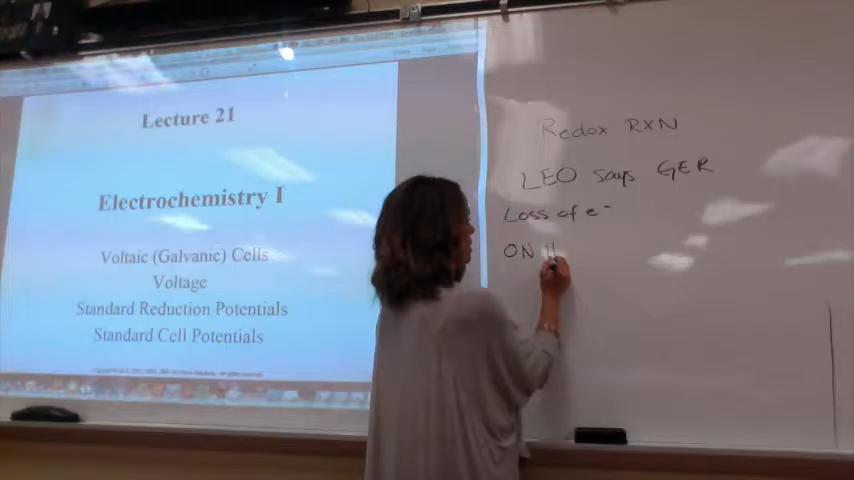 Lecture 21
Electrochemistry I
Voltaic (Galvanic) Cells
Voltage
Standard Reduction Potentials
Standard Cell Potentials
Redox RXN
LEO says GER
Loss of e⁻
ON